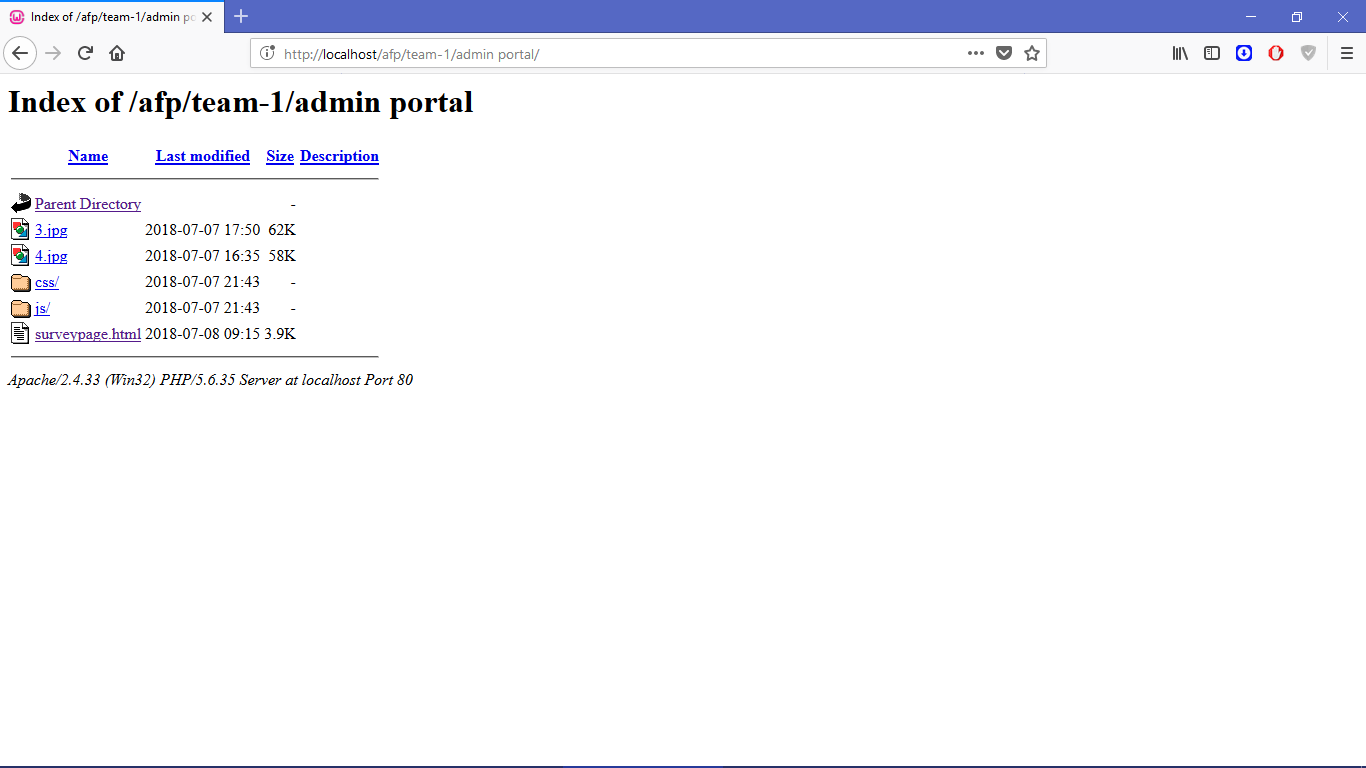 Index of /afp/team-1/admin po
http://localhost/afp/team-1/admin portal/
Index of /afp/team-1/admin portal
Name Last modified Size Description
Parent Directory -
3.jpg 2018-07-07 17:50 62K
4.jpg 2018-07-07 16:35 58K
css/ 2018-07-07 21:43 -
js/ 2018-07-07 21:43 -
surveypage.html 2018-07-08 09:15 3.9K
Apache/2.4.33 (Win32) PHP/5.6.35 Server at localhost Port 80